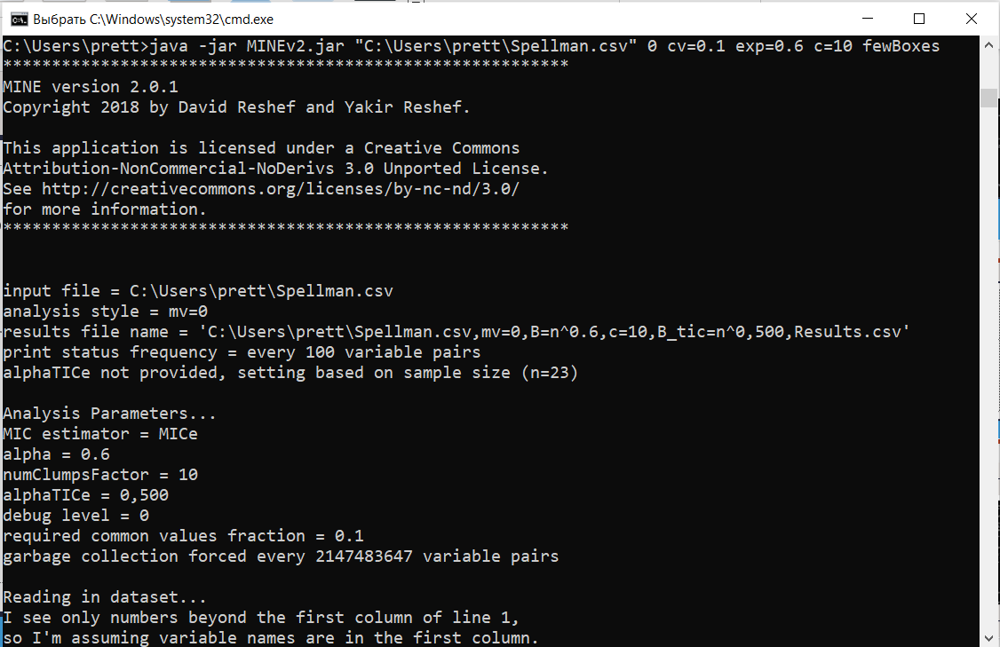 Выбрать C:\Windows\system32\cmd.exe
C:\Users\prett>java -jar MINEv2.jar "C:\Users\prett\Spellman.csv" 0 cv=0.1 exp=0.6 c=10 fewBoxes
**********************************************************
MINE version 2.0.1
Copyright 2018 by David Reshef and Yakir Reshef.
This application is licensed under a Creative Commons
Attribution-NonCommercial-NoDerivs 3.0 Unported License.
See http://creativecommons.org/licenses/by-nc-nd/3.0/
for more information.
**********************************************************
input file = C:\Users\prett\Spellman.csv
analysis style = mv=0
results file name = 'C:\Users\prett\Spellman.csv,mv=0,B=n^0.6,c=10,B_tic=n^0,500,Results.csv'
print status frequency = every 100 variable pairs
alphaTICe not provided, setting based on sample size (n=23)
Analysis Parameters...
MIC estimator = MICe
alpha = 0.6
numClumpsFactor = 10
alphaTICe = 0,500
debug level = 0
required common values fraction = 0.1
garbage collection forced every 2147483647 variable pairs
Reading in dataset...
I see only numbers beyond the first column of line 1,
so I'm assuming variable names are in the first column.